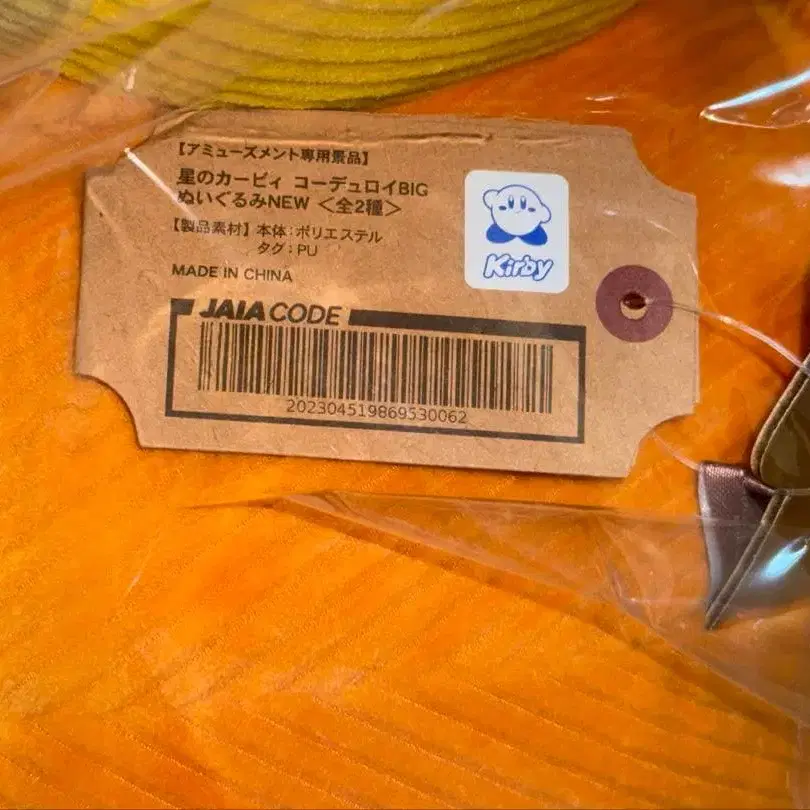 【アミューズメント専用景品】
星のカービィ コーデュロイBIG
ぬいぐるみNEW <全2種>
【製品素材】本体:ポリエステル
タグ:PU
MADE IN CHINA
Kirby
JAIA CODE
202304519869530062